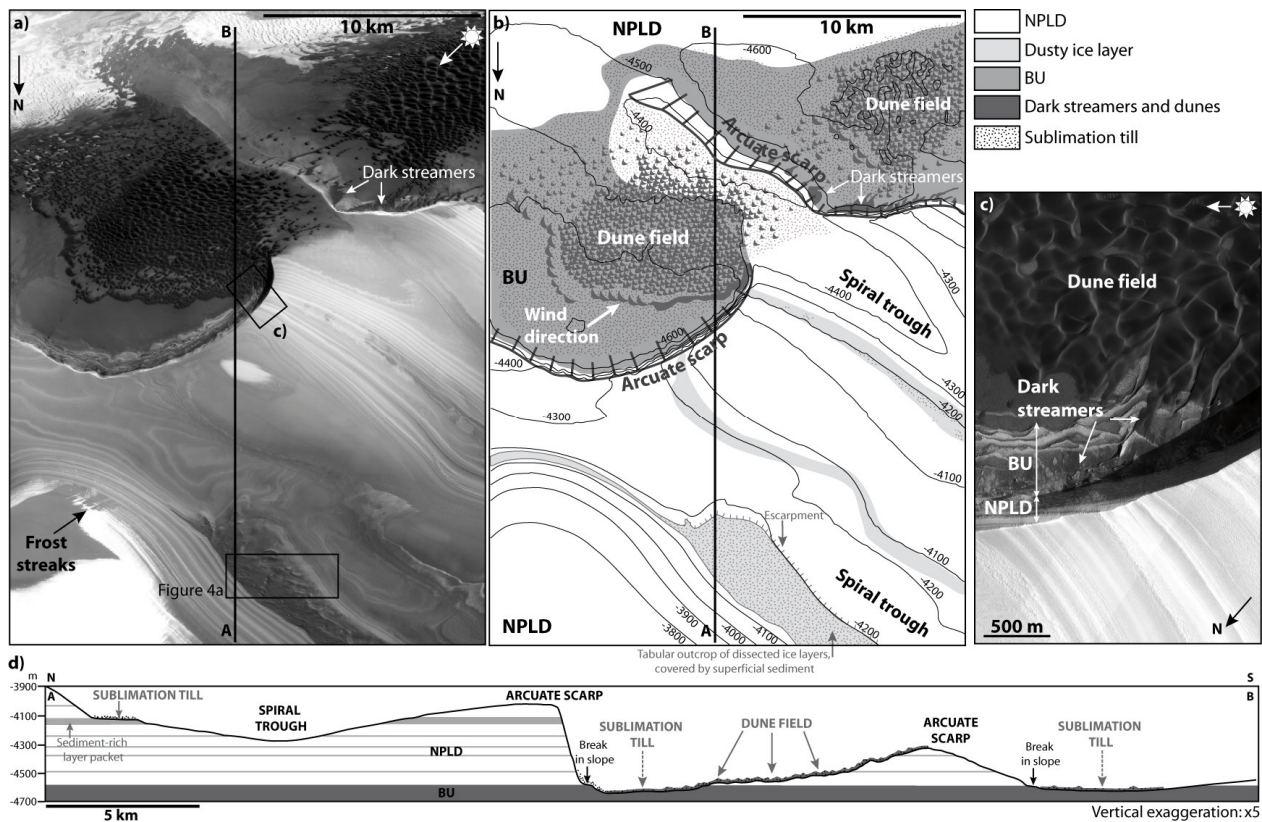 a)
B
10 km
N
Dark streamers
c)
Frost
streaks
Figure 4a
A
b)
NPLD
B
10 km
N
-4600
-4500
Dune field
-4400
Arcuate scarp
Dark streamers
Dune field
BU
Spiral trough
-4300
-4400
Wind
direction
-4600
Arcuate scarp
-4400
-4300
-4300
-4200
-4100
Escarpment
-4100
-4200
Spiral trough
NPLD
-3900
-3800
A
-4000
-4100
-4200
Tabular outcrop of dissected ice layers,
covered by superficial sediment
NPLD
Dusty ice layer
BU
Dark streamers and dunes
Sublimation till
c)
Dune field
Dark
streamers
BU
NPLD
500 m
N
d)
m
N
S
-3900
A
B
SUBLIMATION TILL
ARCUATE SCARP
-4100
SPIRAL
TROUGH
SUBLIMATION
TILL
DUNE FIELD
ARCUATE
SCARP
SUBLIMATION
TILL
Sediment-rich
layer packet
Break
in slope
Break
in slope
-4300
NPLD
-4500
BU
-4700
5 km
Vertical exaggeration: x5